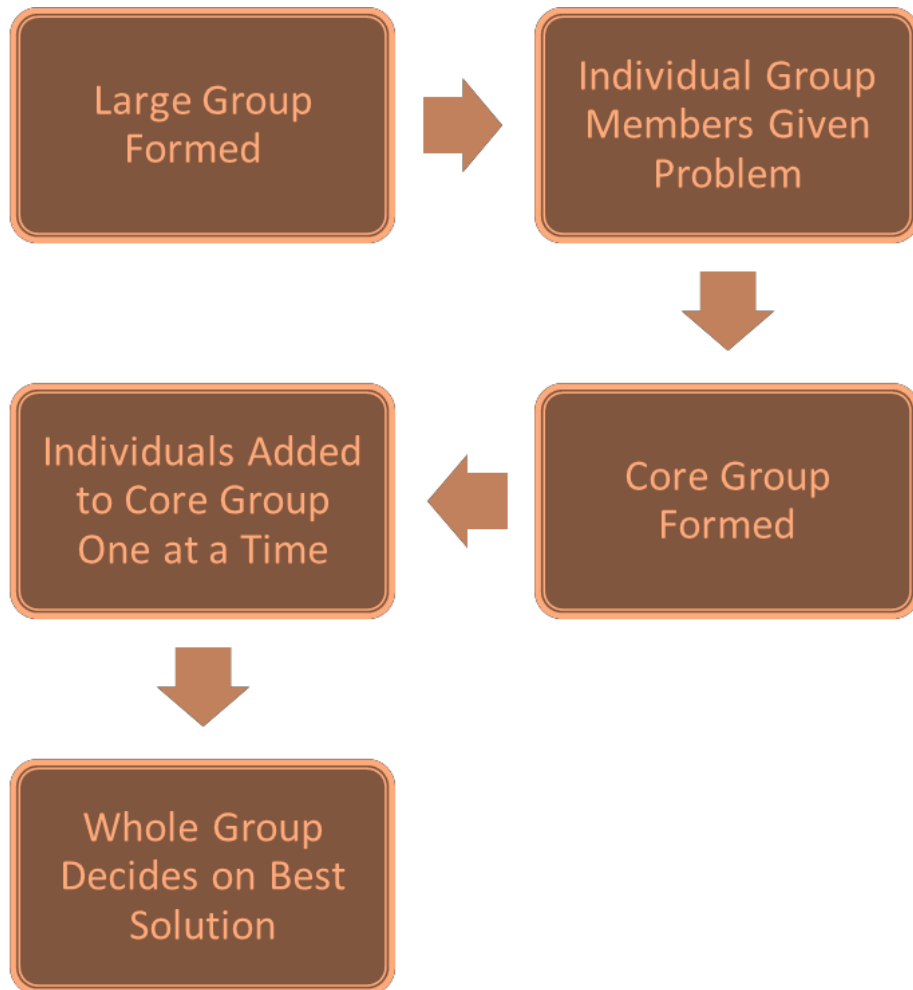 Large Group
Formed
Individual Group
Members Given
Problem
Core Group
Formed
Individuals Added
to Core Group
One at a Time
Whole Group
Decides on Best
Solution